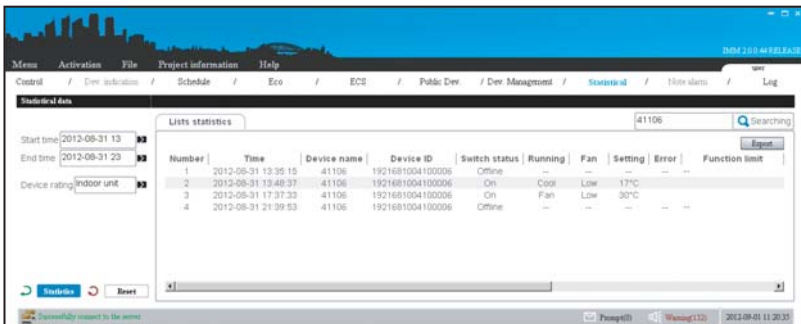 IMM 2.0.0.44 RELEASE
Menu Activation File Project information Help
user
Control / Dev. indication / Schedule / Eco / ECS / Public Dev. / Dev. Management / Statistical / Note alarm / Log
Statistical data
Lists statistics
41106 Searching
Export
Start time 2012-08-31 13
End time 2012-08-31 23
Device rating Indoor unit
Number Time Device name Device ID Switch status Running Fan Setting Error Function limit
1 2012-08-31 13:35:15 41106 1921681004100006 Offline -- -- -- -- --
2 2012-08-31 13:48:37 41106 1921681004100006 On Cool Low 17°C
3 2012-08-31 17:37:33 41106 1921681004100006 On Fan Low 30°C
4 2012-08-31 21:39:53 41106 1921681004100006 Offline -- -- -- -- --
Statistics Reset
Successfully connect to the server
Prompt(0) Warning(132) 2012-09-01 11:20:35